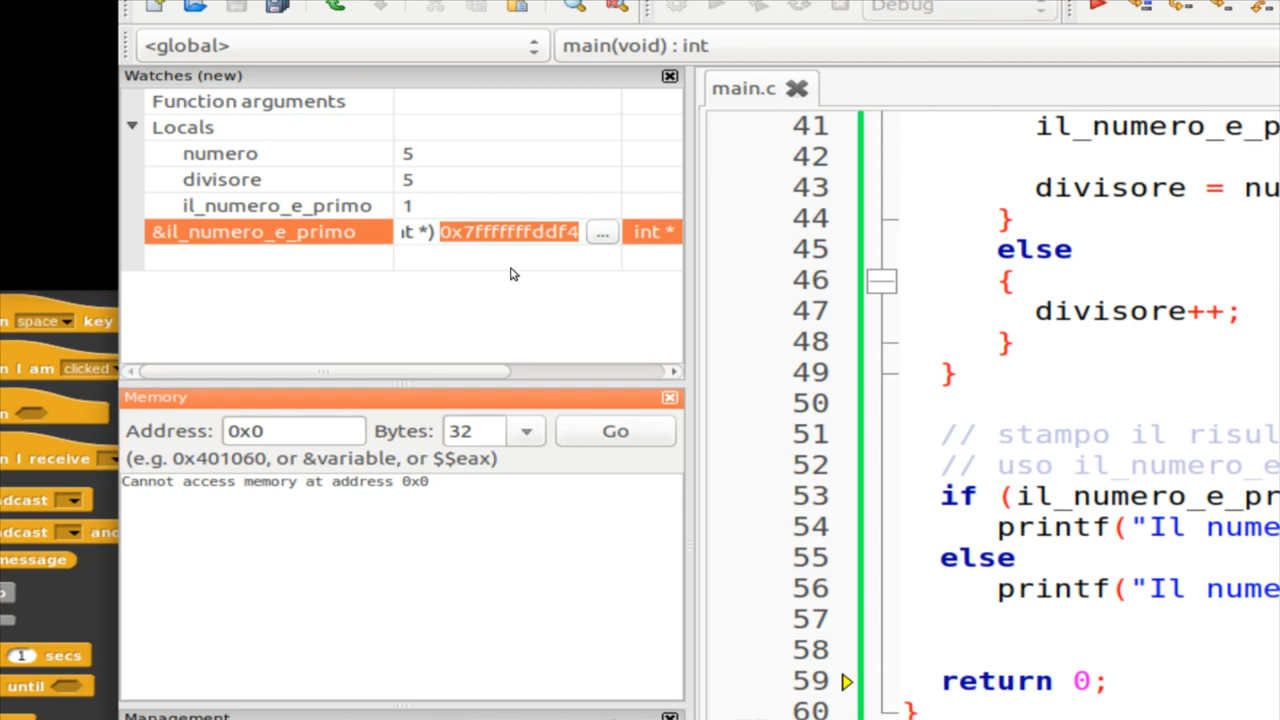 Debug
<global>
main(void) : int
Watches (new)
Function arguments
Locals
numero 5
divisore 5
il_numero_e_primo 1
&il_numero_e_primo *) 0x7fffffffddf4 ... int *
Memory
Address: 0x0 Bytes: 32 Go
(e.g. 0x401060, or &variable, or $$eax)
Cannot access memory at address 0x0
main.c
41 il_numero_e_p
42
43 divisore = nu
44 }
45 else
46 {
47 divisore++;
48 }
49 }
50
51 // stampo il risul
52 // uso il_numero_e
53 if (il_numero_e_pr
54 printf("Il nume
55 else
56 printf("Il nume
57
58
59 return 0;
60 }
n space key
n I am clicked
n
n I receive
dcast
dcast and
message
1 secs
until
Management